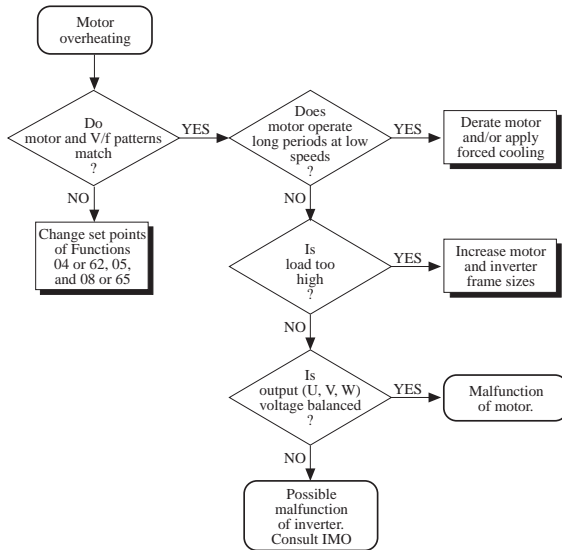 Motor
overheating
Do
motor and V/f patterns
match
?
YES
Does
motor operate
long periods at low
speeds
?
YES
Derate motor
and/or apply
forced cooling
NO
Change set points
of Functions
04 or 62, 05,
and 08 or 65
NO
Is
load too
high
?
YES
Increase motor
and inverter
frame sizes
NO
Is
output (U, V, W)
voltage balanced
?
YES
Malfunction
of motor.
NO
Possible
malfunction
of inverter.
Consult IMO